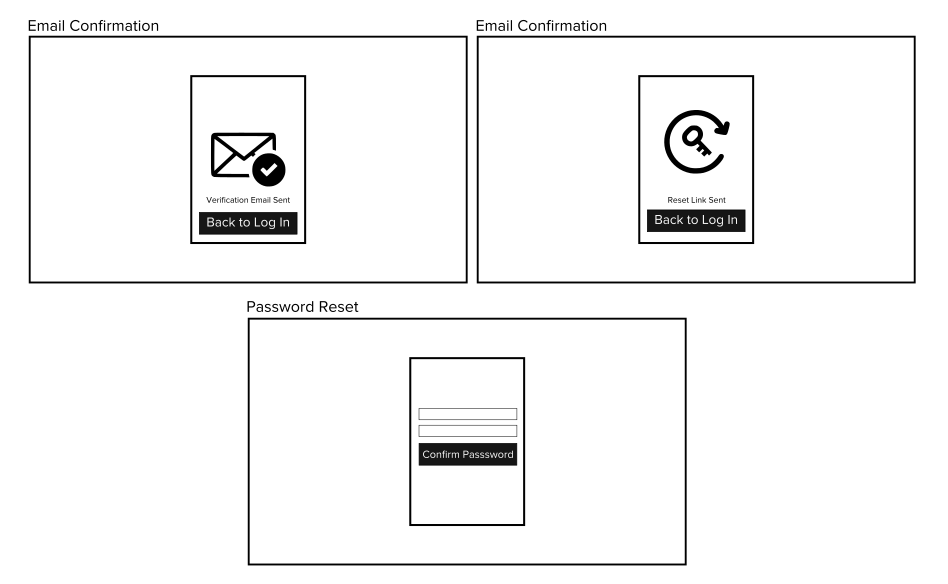 Email Confirmation
Email Confirmation
Verification Email Sent
Back to Log In
Reset Link Sent
Back to Log In
Password Reset
Confirm Passsword